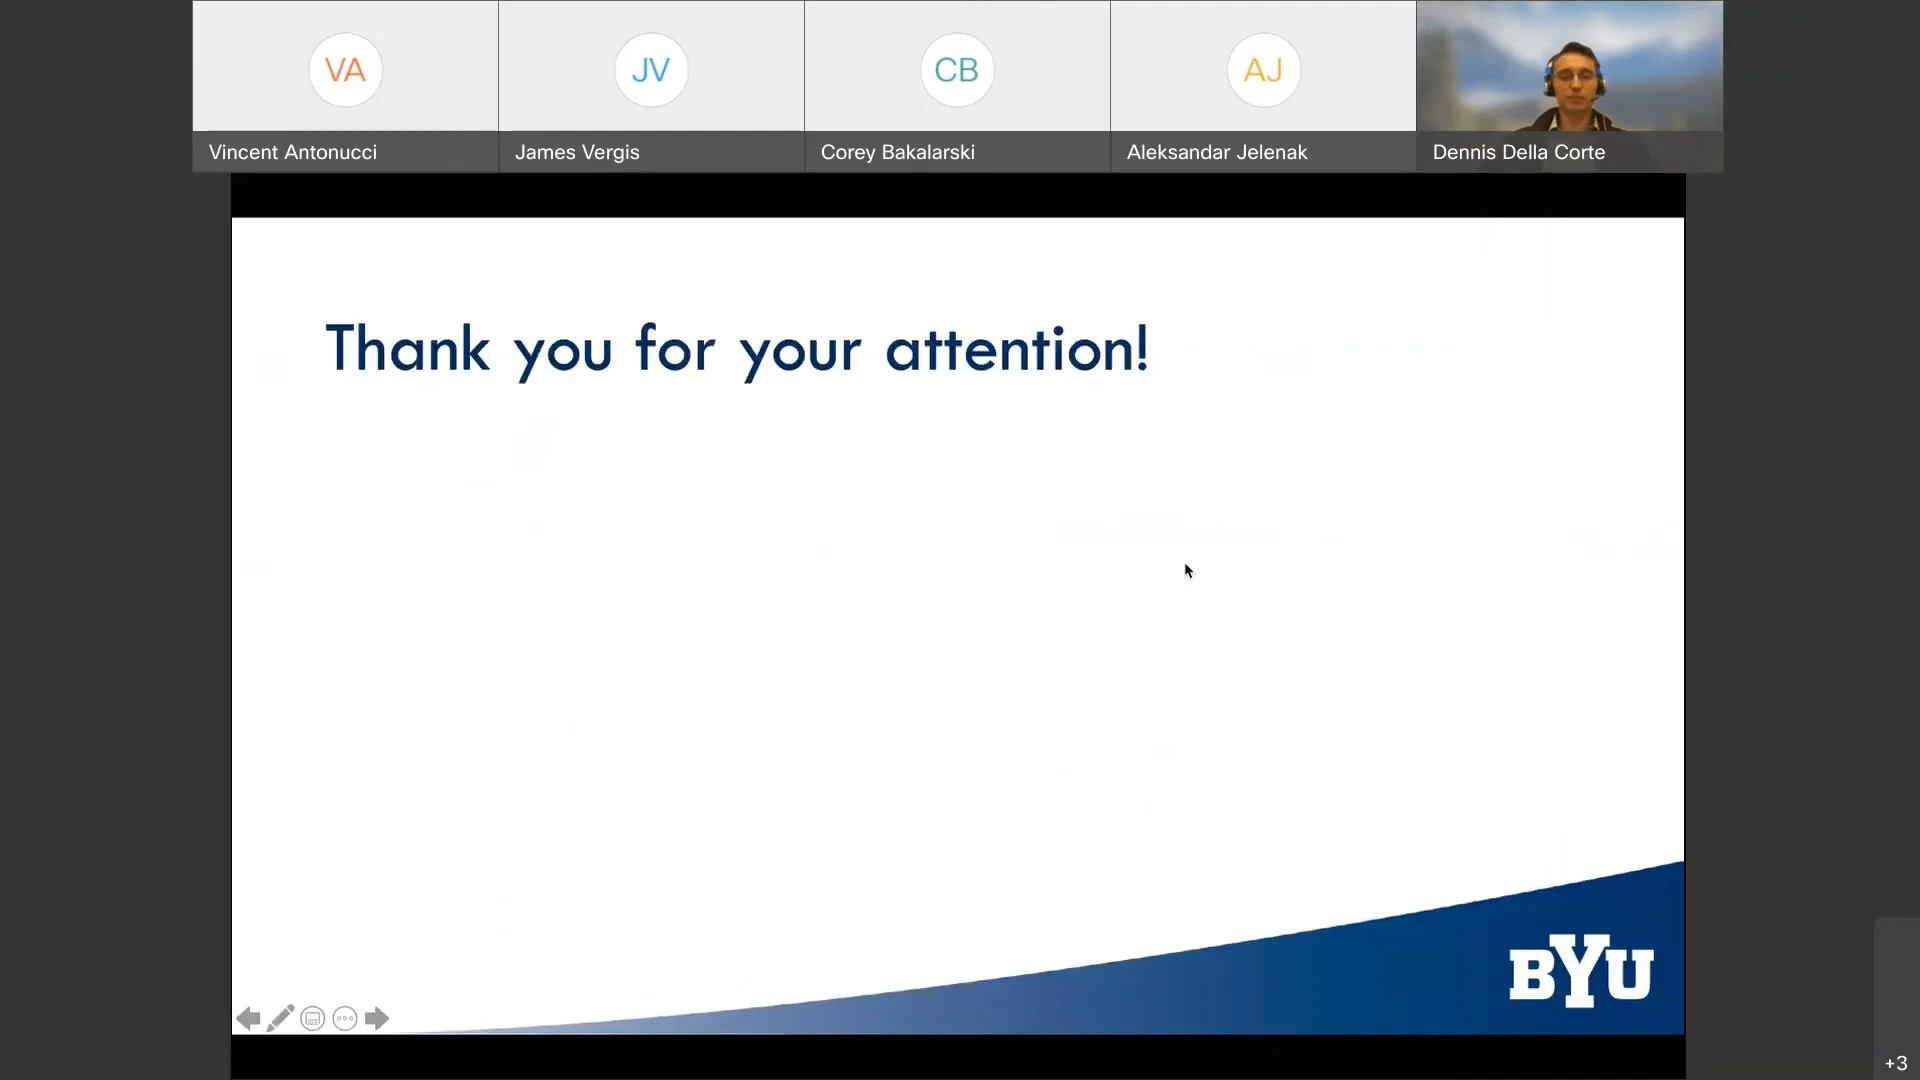 VA
JV
CB
AJ
Vincent Antonucci
James Vergis
Corey Bakalarski
Aleksandar Jelenak
Dennis Della Corte
Thank you for your attention!
BYU
+3